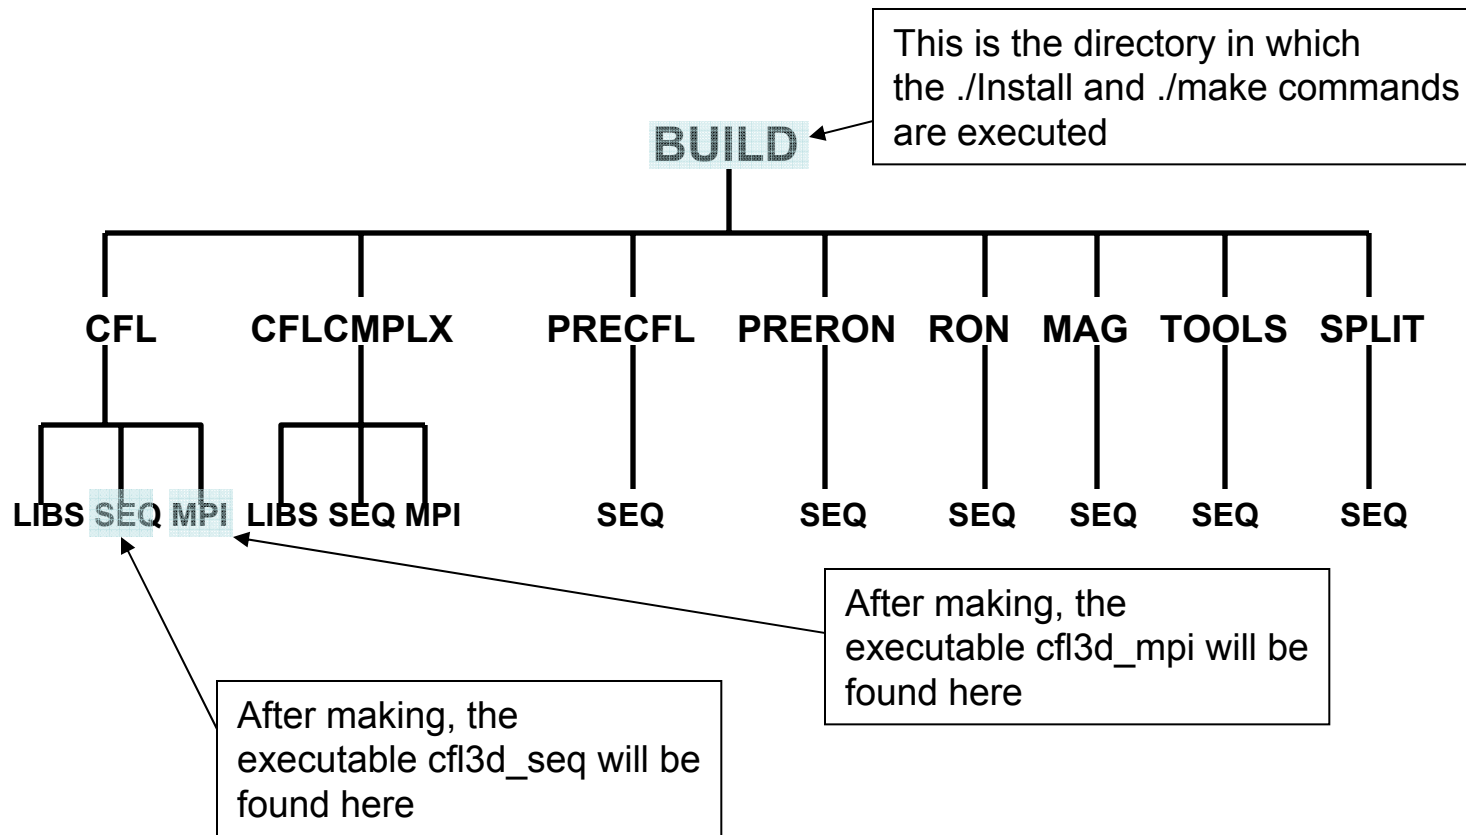 This is the directory in which
the ./Install and ./make commands
are executed
BUILD
CFL CFLCMPLX PRECFL PRERON RON MAG TOOLS SPLIT
LIBS SEQ MPI LIBS SEQ MPI SEQ SEQ SEQ SEQ SEQ SEQ
After making, the
executable cfl3d_mpi will be
found here
After making, the
executable cfl3d_seq will be
found here